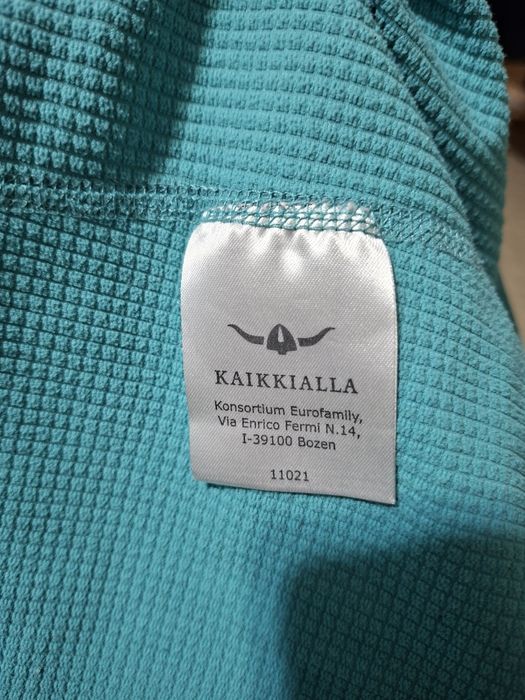 KAIKKIALLA
Konsortium Eurofamily,
Via Enrico Fermi N.14,
I-39100 Bozen
11021